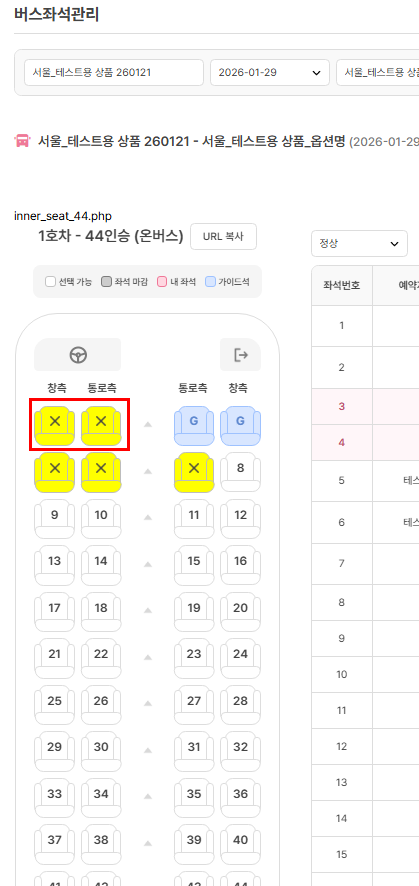 버스좌석관리
서울_테스트용 상품 260121
2026-01-29
서울_테스트용 상품
서울_테스트용 상품 260121 - 서울_테스트용 상품_옵션명 (2026-01-29
inner_seat_44.php
1호차 - 44인승 (온버스)
URL 복사
정상
선택 가능 좌석 마감 내 좌석 가이드석
좌석번호
창측 통로측 통로측 창측
G G
8
9 10 11 12
13 14 15 16
17 18 19 20
21 22 23 24
25 26 27 28
29 30 31 32
33 34 35 36
37 38 39 40
41 42 43 44
1
2
3
4
5 테스
6 테스
7
8
9
10
11
12
13
14
15